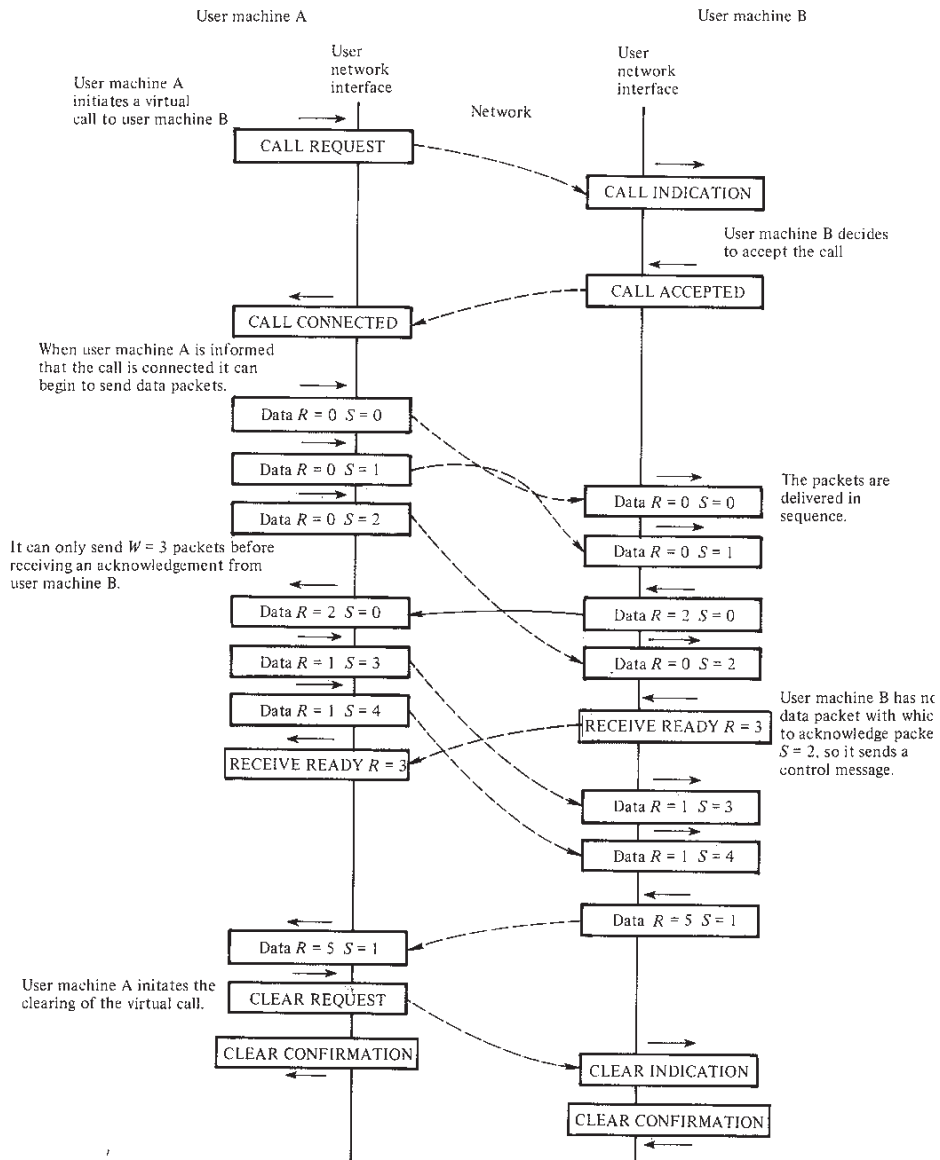 User machine A
User machine B
User
network
interface
User
network
interface
User machine A
initiates a virtual
call to user machine B
Network
CALL REQUEST
CALL INDICATION
User machine B decides
to accept the call
CALL ACCEPTED
CALL CONNECTED
When user machine A is informed
that the call is connected it can
begin to send data packets.
Data R = 0 S = 0
Data R = 0 S = 1
Data R = 0 S = 0
The packets are
delivered in
sequence.
Data R = 0 S = 2
Data R = 0 S = 1
It can only send W = 3 packets before
receiving an acknowledgement from
user machine B.
Data R = 2 S = 0
Data R = 2 S = 0
Data R = 1 S = 3
Data R = 0 S = 2
Data R = 1 S = 4
RECEIVE READY R = 3
User machine B has no
data packet with whic
to acknowledge packe
S = 2, so it sends a
control message.
RECEIVE READY R = 3
Data R = 1 S = 3
Data R = 1 S = 4
Data R = 5 S = 1
Data R = 5 S = 1
User machine A initates the
clearing of the virtual call.
CLEAR REQUEST
CLEAR CONFIRMATION
CLEAR INDICATION
CLEAR CONFIRMATION